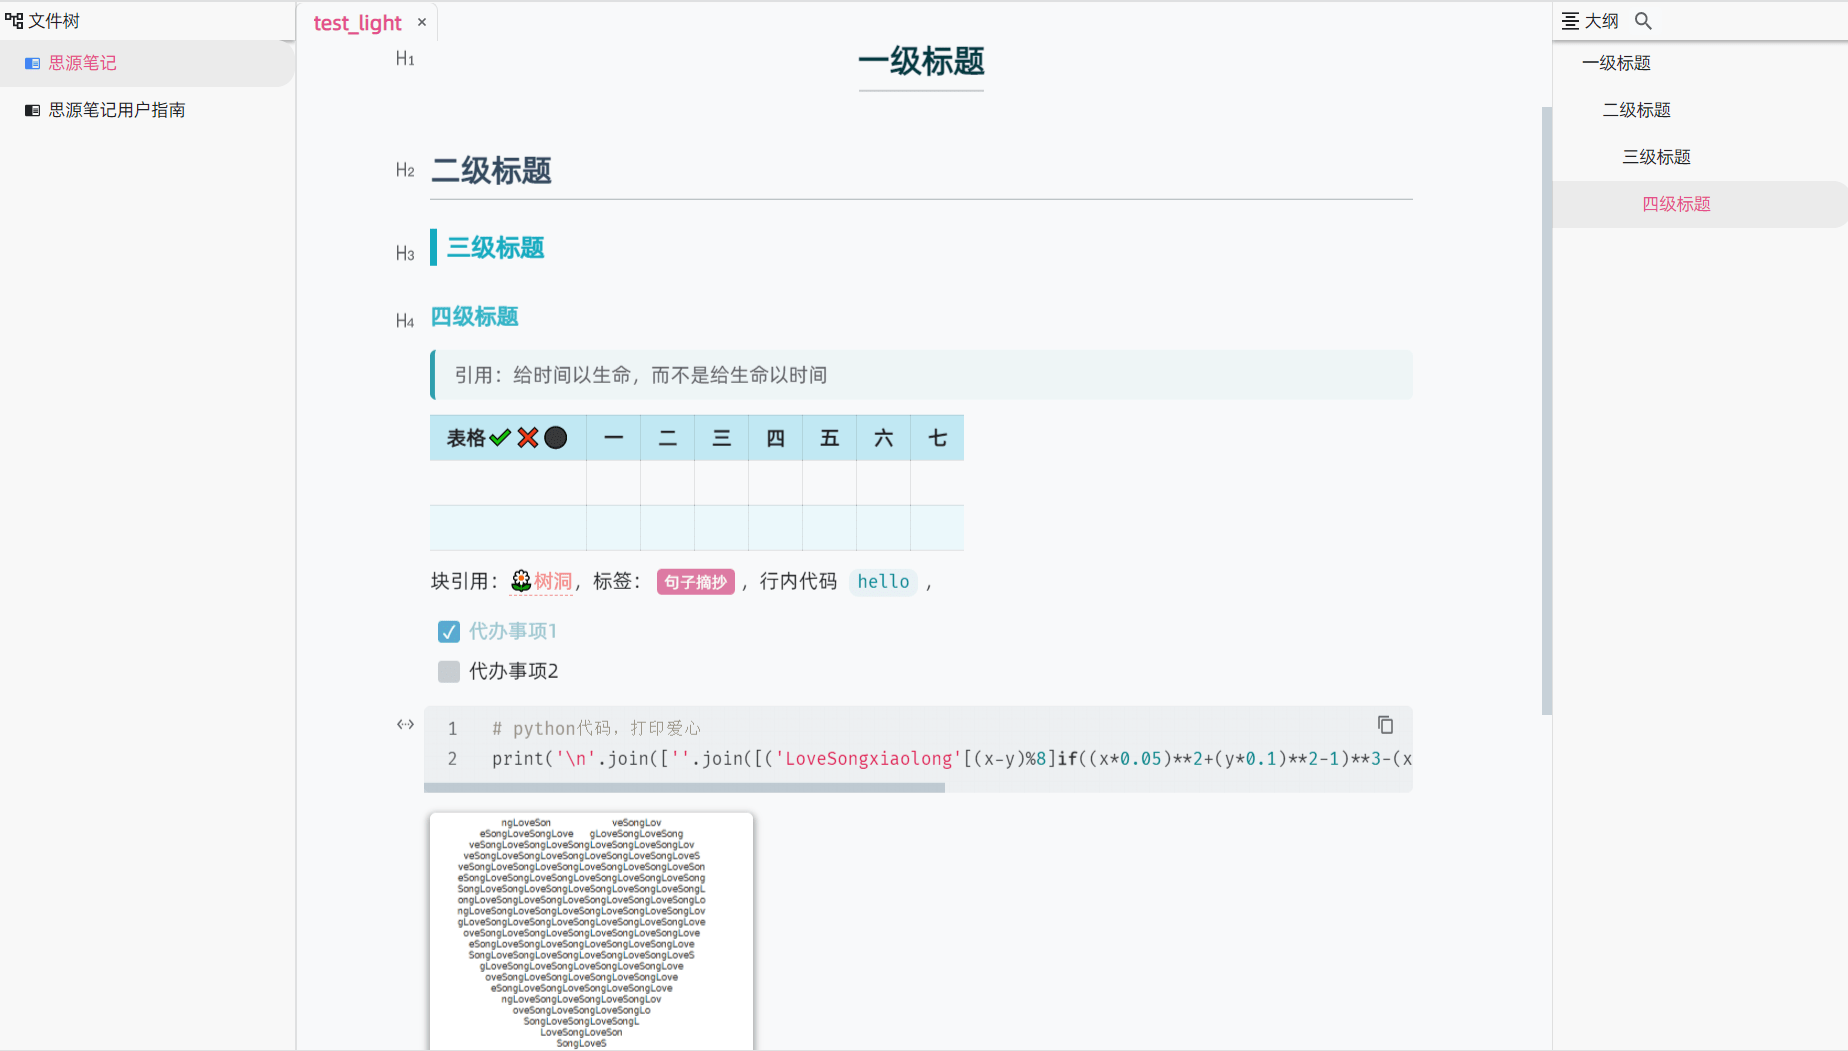 文件树
思源笔记
思源笔记用户指南
test_light ×
H1 一级标题
H2 二级标题
H3 三级标题
H4 四级标题
引用：给时间以生命，而不是给生命以时间
表格✔❌⚫ 一 二 三 四 五 六 七
块引用：🌼树洞，标签： 句子摘抄 ，行内代码 hello ，
代办事项1
代办事项2
1 # python代码，打印爱心
2 print('\n'.join([''.join([('LoveSongxiaolong'[(x-y)%8]if((x*0.05)**2+(y*0.1)**2-1)**3-(x
ngLoveSon veSongLov
eSongLoveSongLove gLoveSongLoveSong
veSongLoveSongLoveSongLoveSongLoveSongLov
veSongLoveSongLoveSongLoveSongLoveSongLoveS
veSongLoveSongLoveSongLoveSongLoveSongLoveSon
eSongLoveSongLoveSongLoveSongLoveSongLoveSong
SongLoveSongLoveSongLoveSongLoveSongLoveSongL
ongLoveSongLoveSongLoveSongLoveSongLoveSongLo
ngLoveSongLoveSongLoveSongLoveSongLoveSongLov
gLoveSongLoveSongLoveSongLoveSongLoveSongLove
oveSongLoveSongLoveSongLoveSongLoveSongLove
eSongLoveSongLoveSongLoveSongLoveSongLove
SongLoveSongLoveSongLoveSongLoveSongLoveS
gLoveSongLoveSongLoveSongLoveSongLove
oveSongLoveSongLoveSongLoveSongLove
eSongLoveSongLoveSongLoveSongLove
ngLoveSongLoveSongLoveSongLov
oveSongLoveSongLoveSongLo
SongLoveSongLoveSongL
LoveSongLoveSon
SongLoveS
大纲
一级标题
二级标题
三级标题
四级标题